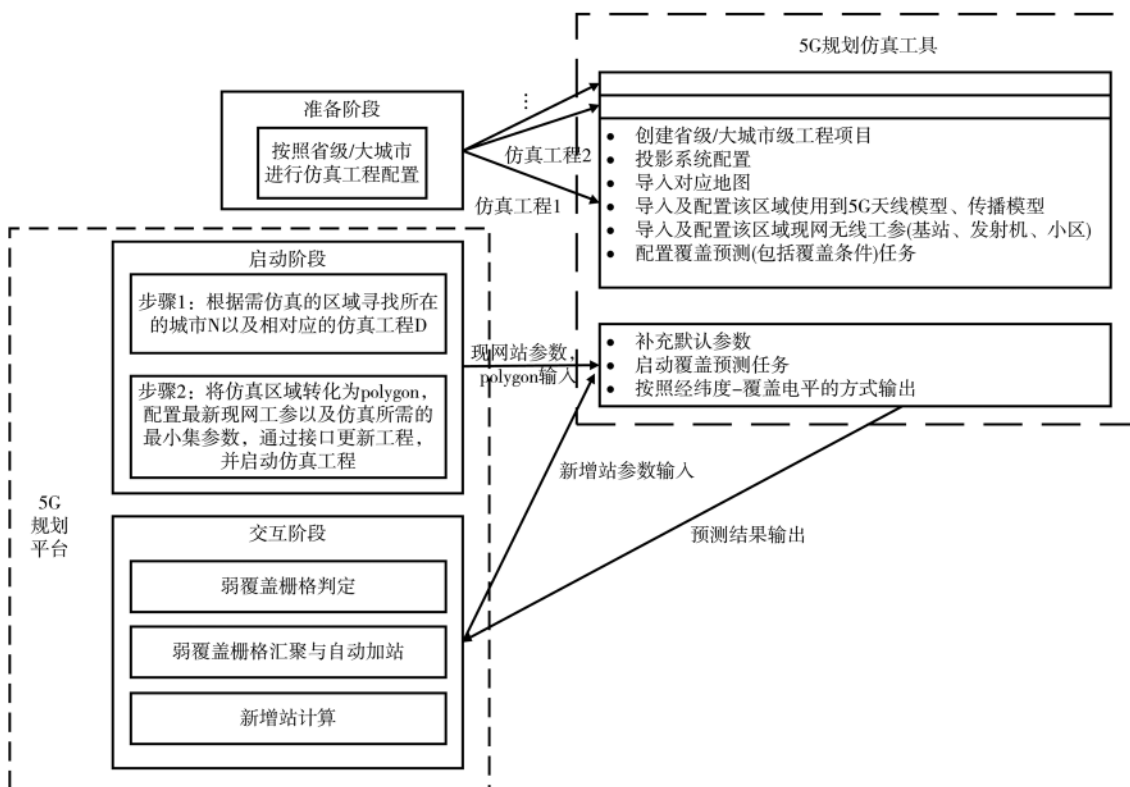 5G规划仿真工具
准备阶段
按照省级/大城市
进行仿真工程配置
⋮
仿真工程2
仿真工程1
• 创建省级/大城市级工程项目
• 投影系统配置
• 导入对应地图
• 导入及配置该区域使用到5G天线模型、传播模型
• 导入及配置该区域现网无线工参(基站、发射机、小区)
• 配置覆盖预测(包括覆盖条件)任务
启动阶段
步骤1：根据需仿真的区域寻找所在
的城市N以及相对应的仿真工程D
步骤2：将仿真区域转化为polygon，
配置最新现网工参以及仿真所需的
最小集参数，通过接口更新工程，
并启动仿真工程
现网站参数，
polygon输入
• 补充默认参数
• 启动覆盖预测任务
• 按照经纬度-覆盖电平的方式输出
新增站参数输入
预测结果输出
5G
规划
平台
交互阶段
弱覆盖栅格判定
弱覆盖栅格汇聚与自动加站
新增站计算